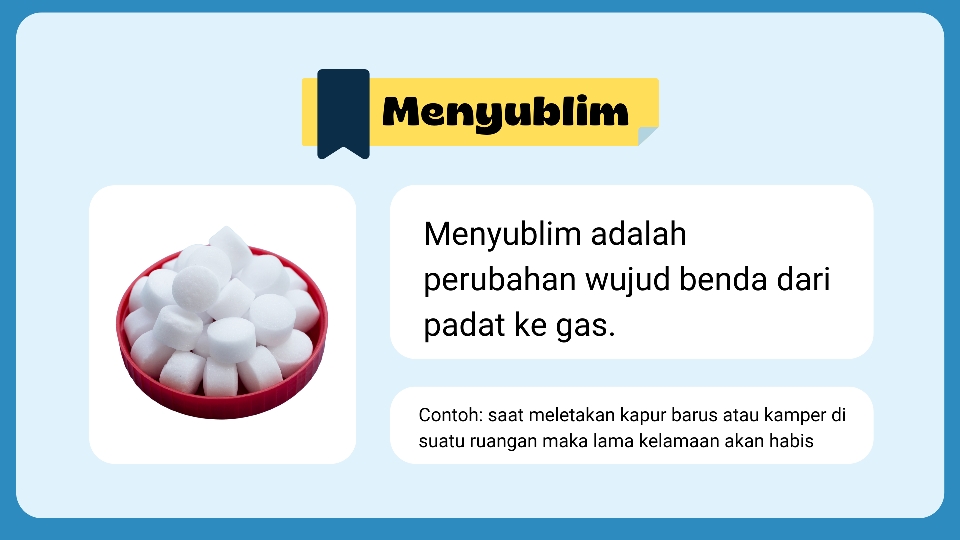 Menyublim
Menyublim adalah
perubahan wujud benda dari
padat ke gas.
Contoh: saat meletakan kapur barus atau kamper di
suatu ruangan maka lama kelamaan akan habis